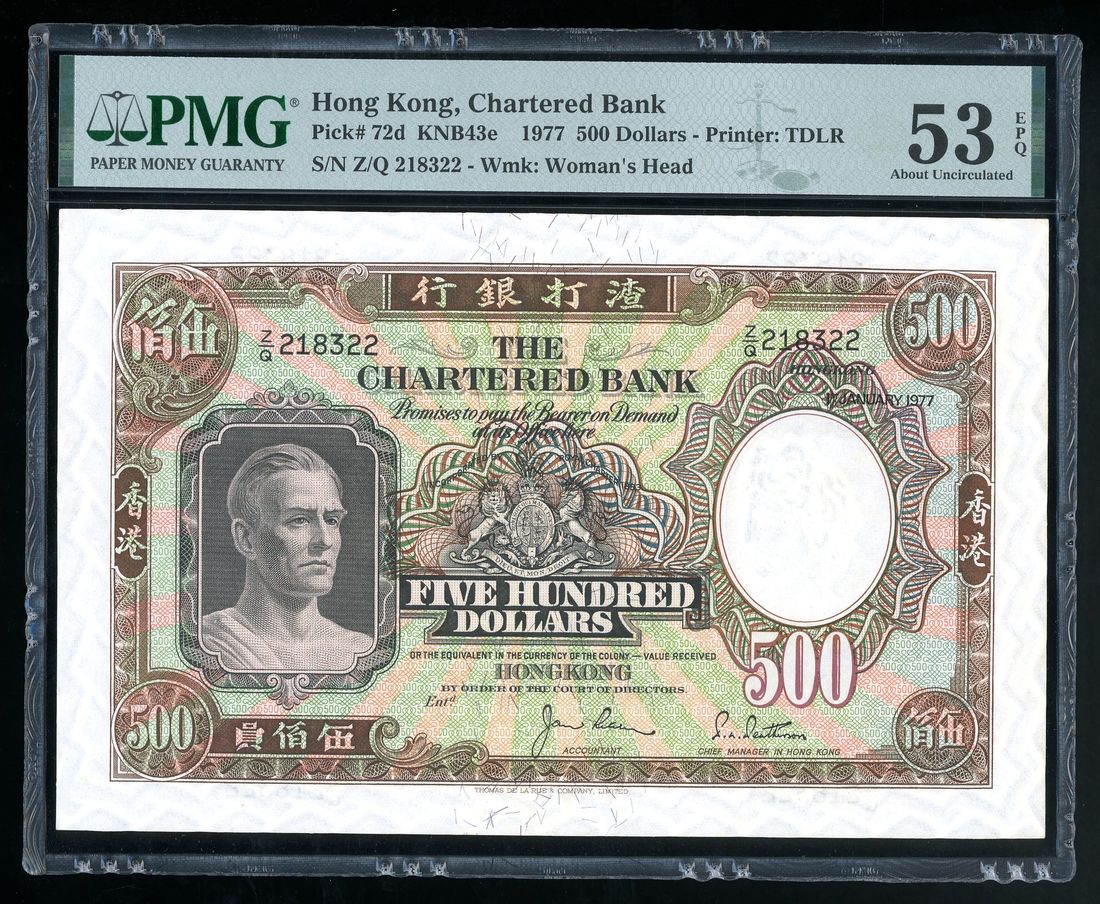 PMG®
PAPER MONEY GUARANTY
Hong Kong, Chartered Bank
Pick# 72d KNB43e 1977 500 Dollars - Printer: TDLR
S/N Z/Q 218322 - Wmk: Woman's Head
53
EPQ
About Uncirculated
行銀打渣
佰伍
500
Z/Q 218322
Z/Q 218322
THE
CHARTERED BANK
HONGKONG
1ST JANUARY 1977
Promises to pay the Bearer on Demand
at its Office here
香港
香港
DIEU ET MON DROIT
FIVE HUNDRED
DOLLARS
OR THE EQUIVALENT IN THE CURRENCY OF THE COLONY.—VALUE RECEIVED
HONGKONG
BY ORDER OF THE COURT OF DIRECTORS.
500
Entd
ACCOUNTANT
CHIEF MANAGER IN HONG KONG
500
員佰伍
佰伍
THOMAS DE LA RUE & COMPANY, LIMITED